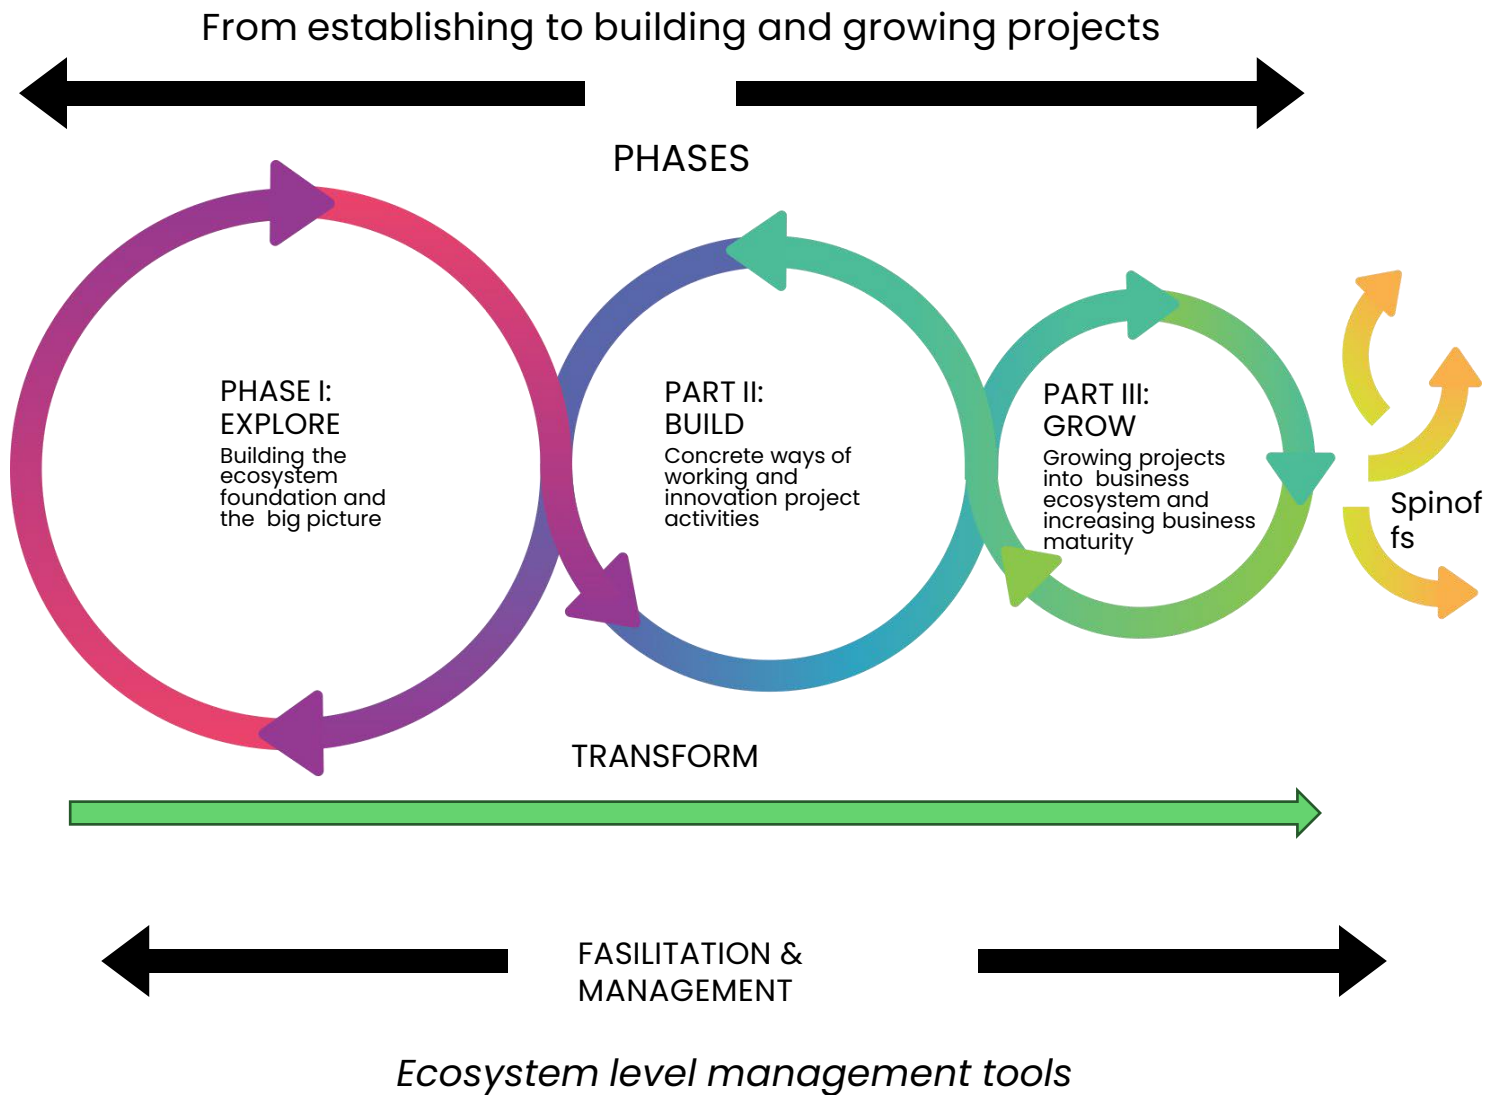 From establishing to building and growing projects
PHASES
PHASE I:
EXPLORE
Building the
ecosystem
foundation and
the big picture
PART II:
BUILD
Concrete ways of
working and
innovation project
activities
PART III:
GROW
Growing projects
into business
ecosystem and
increasing business
maturity
Spinof
fs
TRANSFORM
FASILITATION &
MANAGEMENT
Ecosystem level management tools